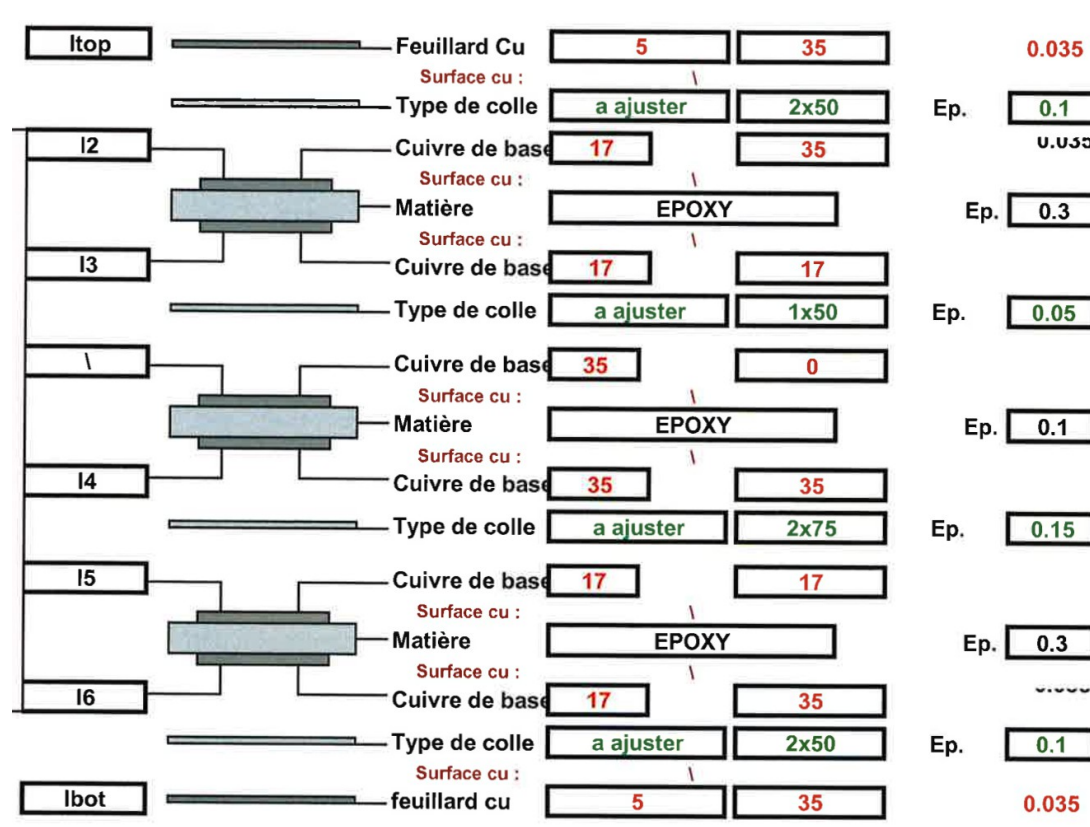 Itop Feuillard Cu 5 35 0.035
Surface cu : \
Type de colle a ajuster 2x50 Ep. 0.1
I2 Cuivre de base 17 35 0.035
Surface cu : \
Matière EPOXY Ep. 0.3
Surface cu : \
I3 Cuivre de base 17 17
Type de colle a ajuster 1x50 Ep. 0.05
\ Cuivre de base 35 0
Surface cu : \
Matière EPOXY Ep. 0.1
Surface cu : \
I4 Cuivre de base 35 35
Type de colle a ajuster 2x75 Ep. 0.15
I5 Cuivre de base 17 17
Surface cu : \
Matière EPOXY Ep. 0.3
Surface cu : \
I6 Cuivre de base 17 35
Type de colle a ajuster 2x50 Ep. 0.1
Surface cu : \
Ibot feuillard cu 5 35 0.035